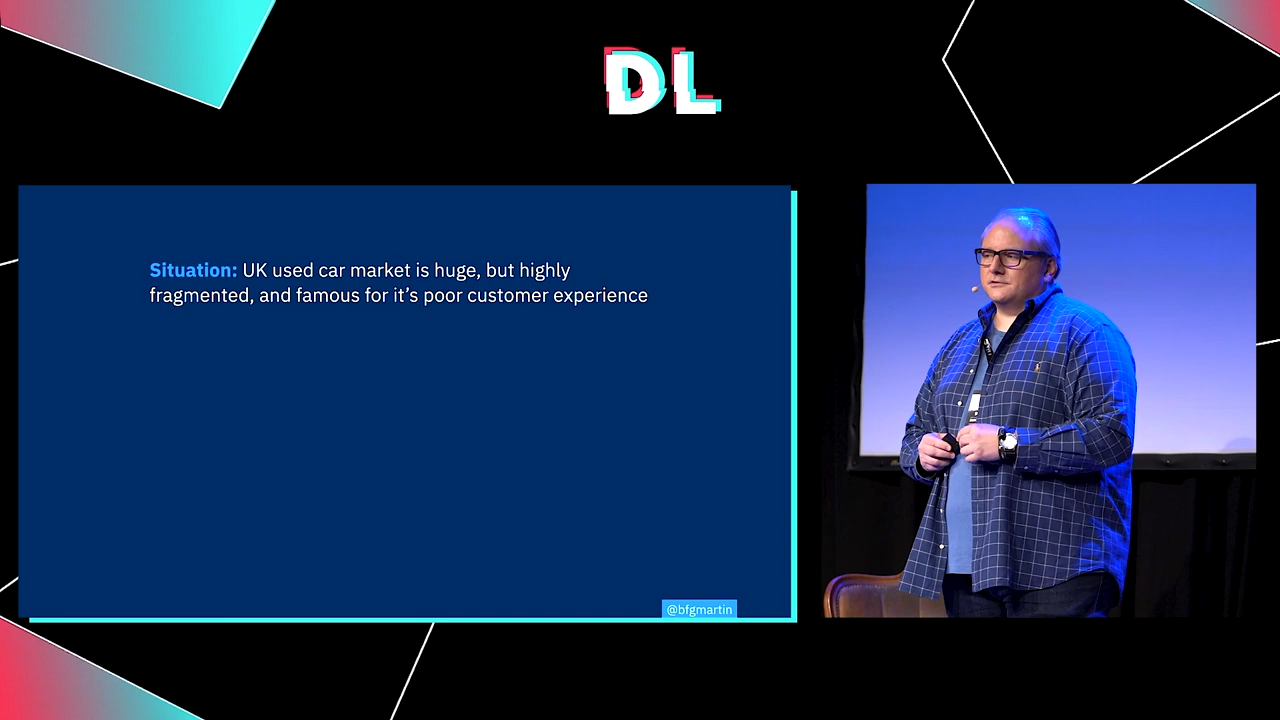 DL
Situation: UK used car market is huge, but highly
fragmented, and famous for it’s poor customer experience
@bfgmartin